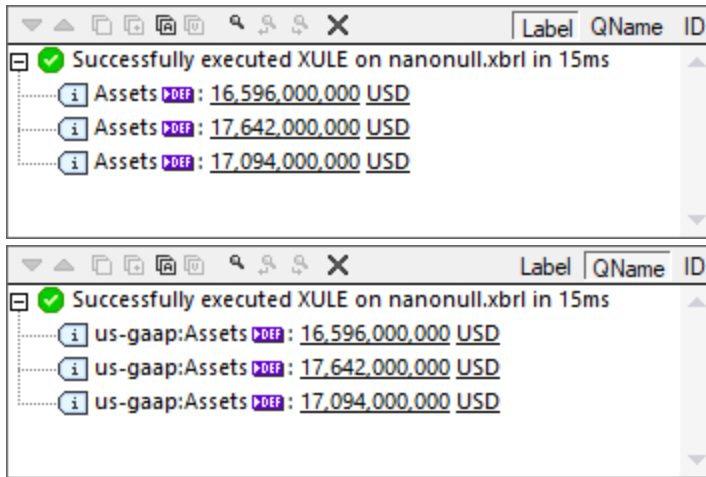 Label QName ID
Successfully executed XULE on nanonull.xbrl in 15ms
i Assets DEF : 16,596,000,000 USD
i Assets DEF : 17,642,000,000 USD
i Assets DEF : 17,094,000,000 USD
Label QName ID
Successfully executed XULE on nanonull.xbrl in 15ms
i us-gaap:Assets DEF : 16,596,000,000 USD
i us-gaap:Assets DEF : 17,642,000,000 USD
i us-gaap:Assets DEF : 17,094,000,000 USD